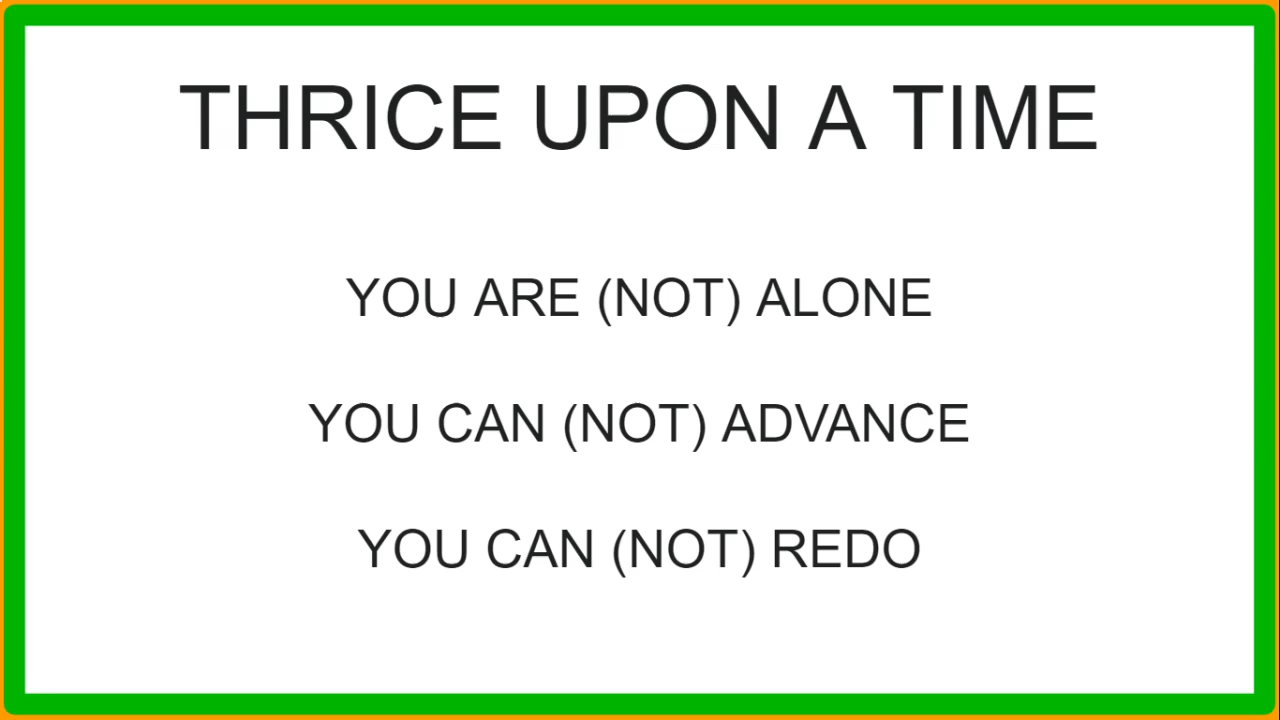 THRICE UPON A TIME
YOU ARE (NOT) ALONE
YOU CAN (NOT) ADVANCE
YOU CAN (NOT) REDO